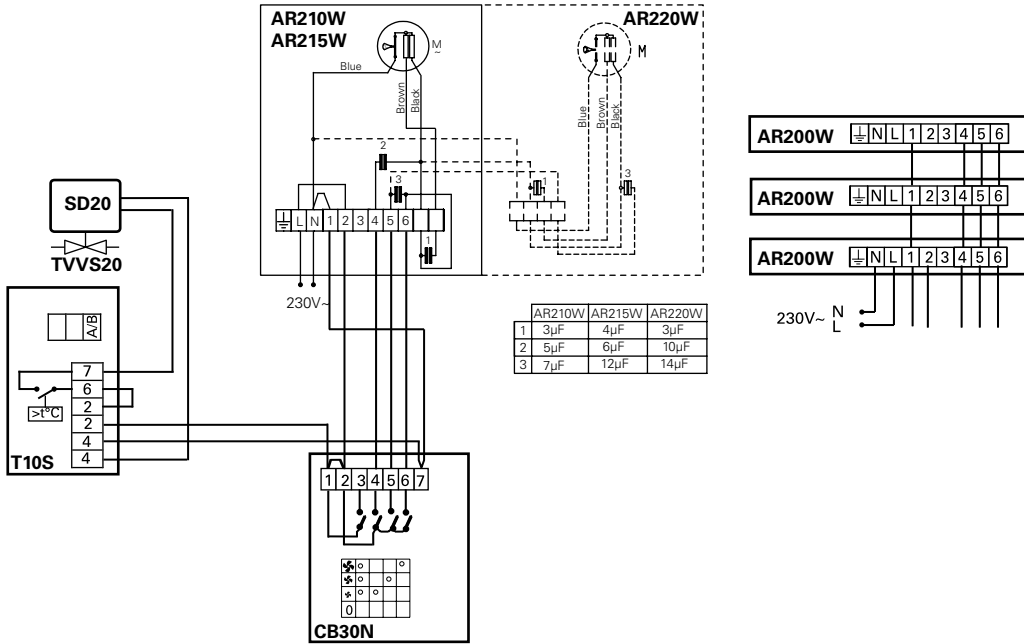 AR210W
AR215W
M
~
Blue
Brown
Black
2
3
1
L N 1 2 3 4 5 6
230V~
AR220W
M
Blue
Brown
Black
1
3
SD20
TVVS20
A/B
7
6
2
2
4
4
>t°C
T10S
AR210W AR215W AR220W
1 3µF 4µF 3µF
2 5µF 6µF 10µF
3 7µF 12µF 14µF
1 2 3 4 5 6 7
0
CB30N
AR200W N L 1 2 3 4 5 6
AR200W N L 1 2 3 4 5 6
AR200W N L 1 2 3 4 5 6
230V~ N
L